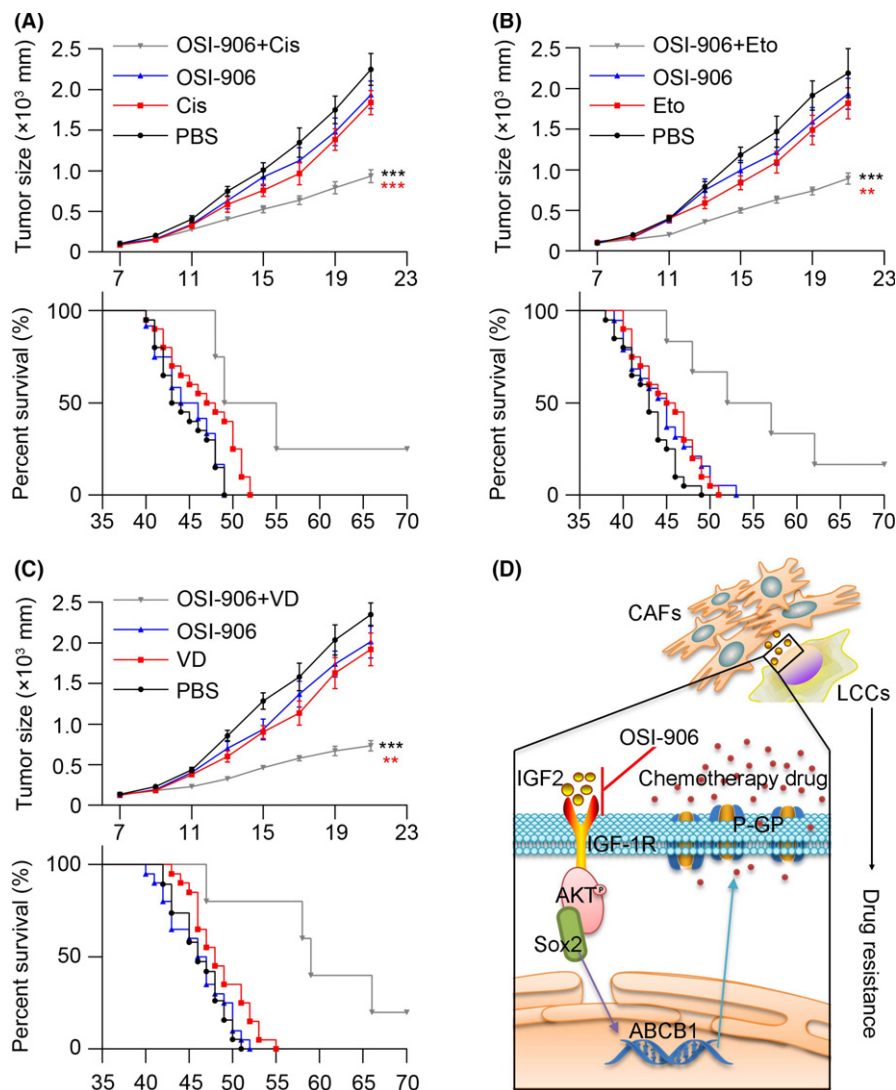 (A)
OSI-906+Cis
OSI-906
Cis
PBS
Tumor size (×10³ mm)
2.5
2.0
1.5
1.0
0.5
0
***
***
7 11 15 19 23
Percent survival (%)
100
50
0
35 40 45 50 55 60 65 70
(B)
OSI-906+Eto
OSI-906
Eto
PBS
Tumor size (×10³ mm)
2.5
2.0
1.5
1.0
0.5
0
***
**
7 11 15 19 23
Percent survival (%)
100
50
0
35 40 45 50 55 60 65 70
(C)
OSI-906+VD
OSI-906
VD
PBS
Tumor size (×10³ mm)
2.5
2.0
1.5
1.0
0.5
0
***
**
7 11 15 19 23
Percent survival (%)
100
50
0
35 40 45 50 55 60 65 70
(D)
CAFs
LCCs
OSI-906
IGF2
Chemotherapy drug
P-GP
IGF-1R
AKT
P
Sox2
ABCB1
Drug resistance